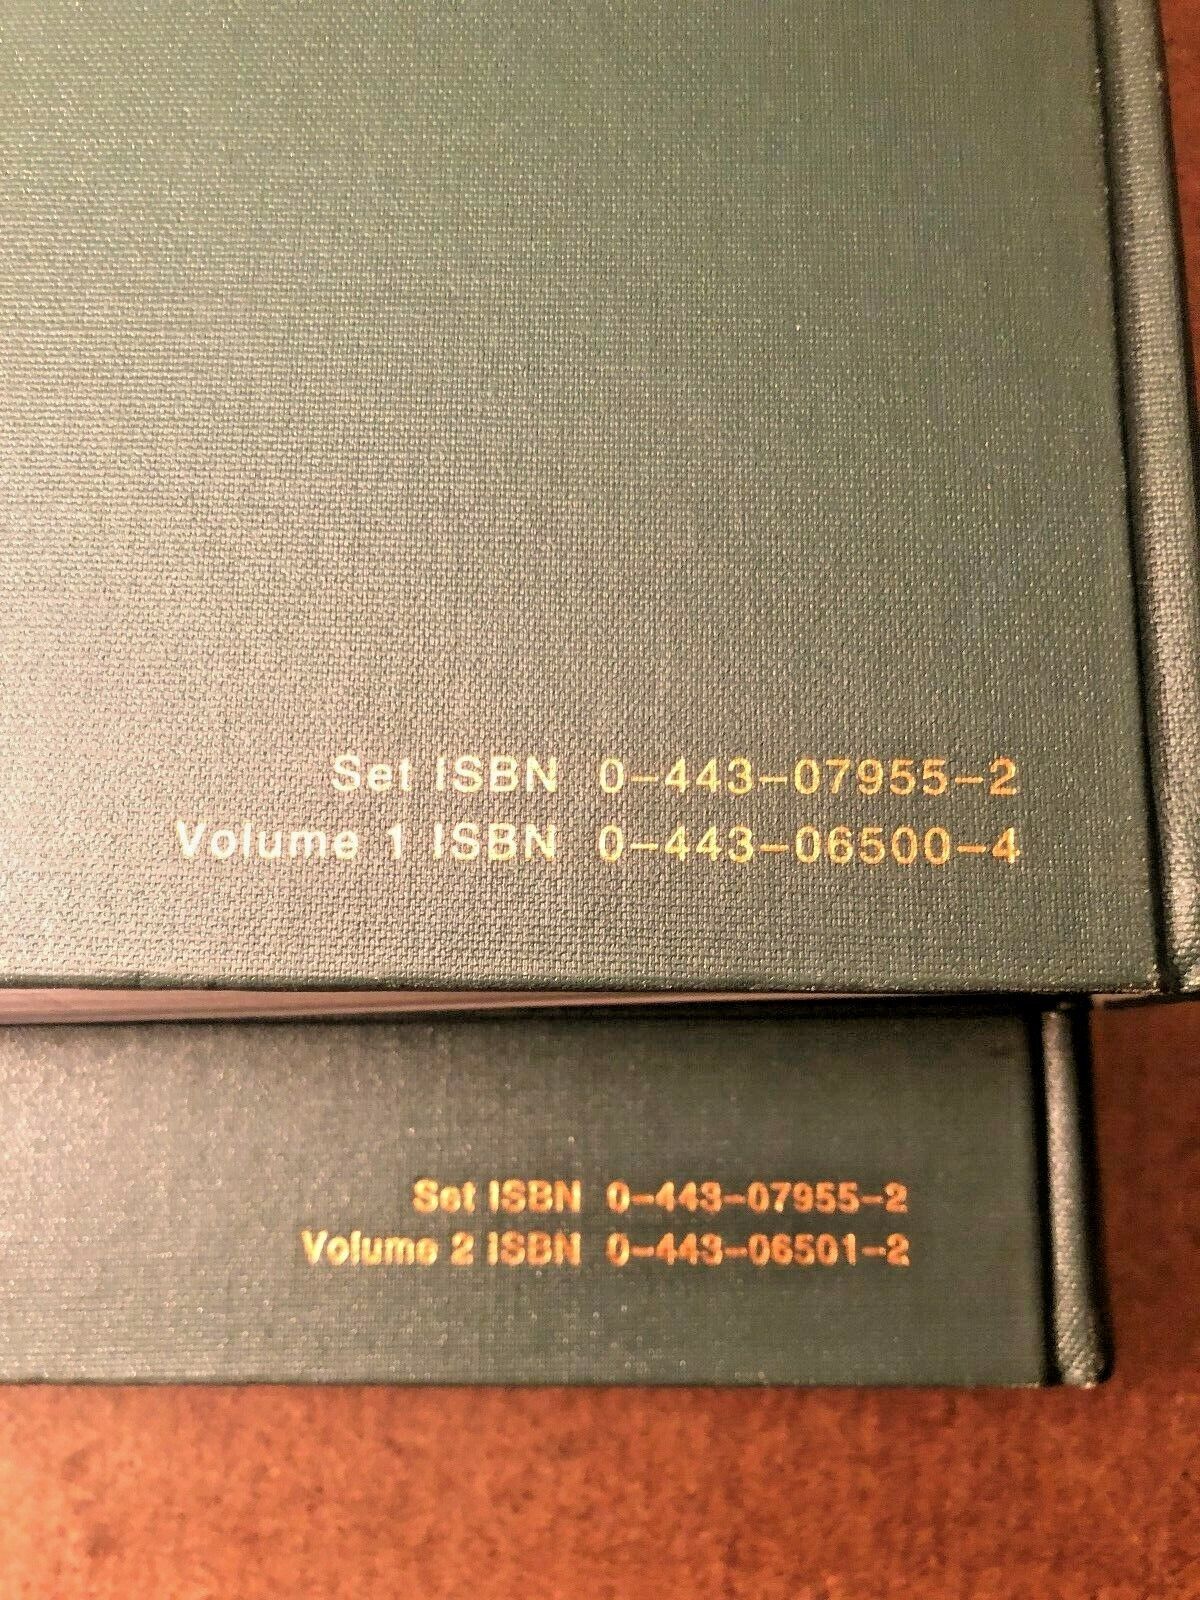 Set ISBN 0-443-07955-2
Volume 1 ISBN 0-443-06500-4
Set ISBN 0-443-07955-2
Volume 2 ISBN 0-443-06501-2